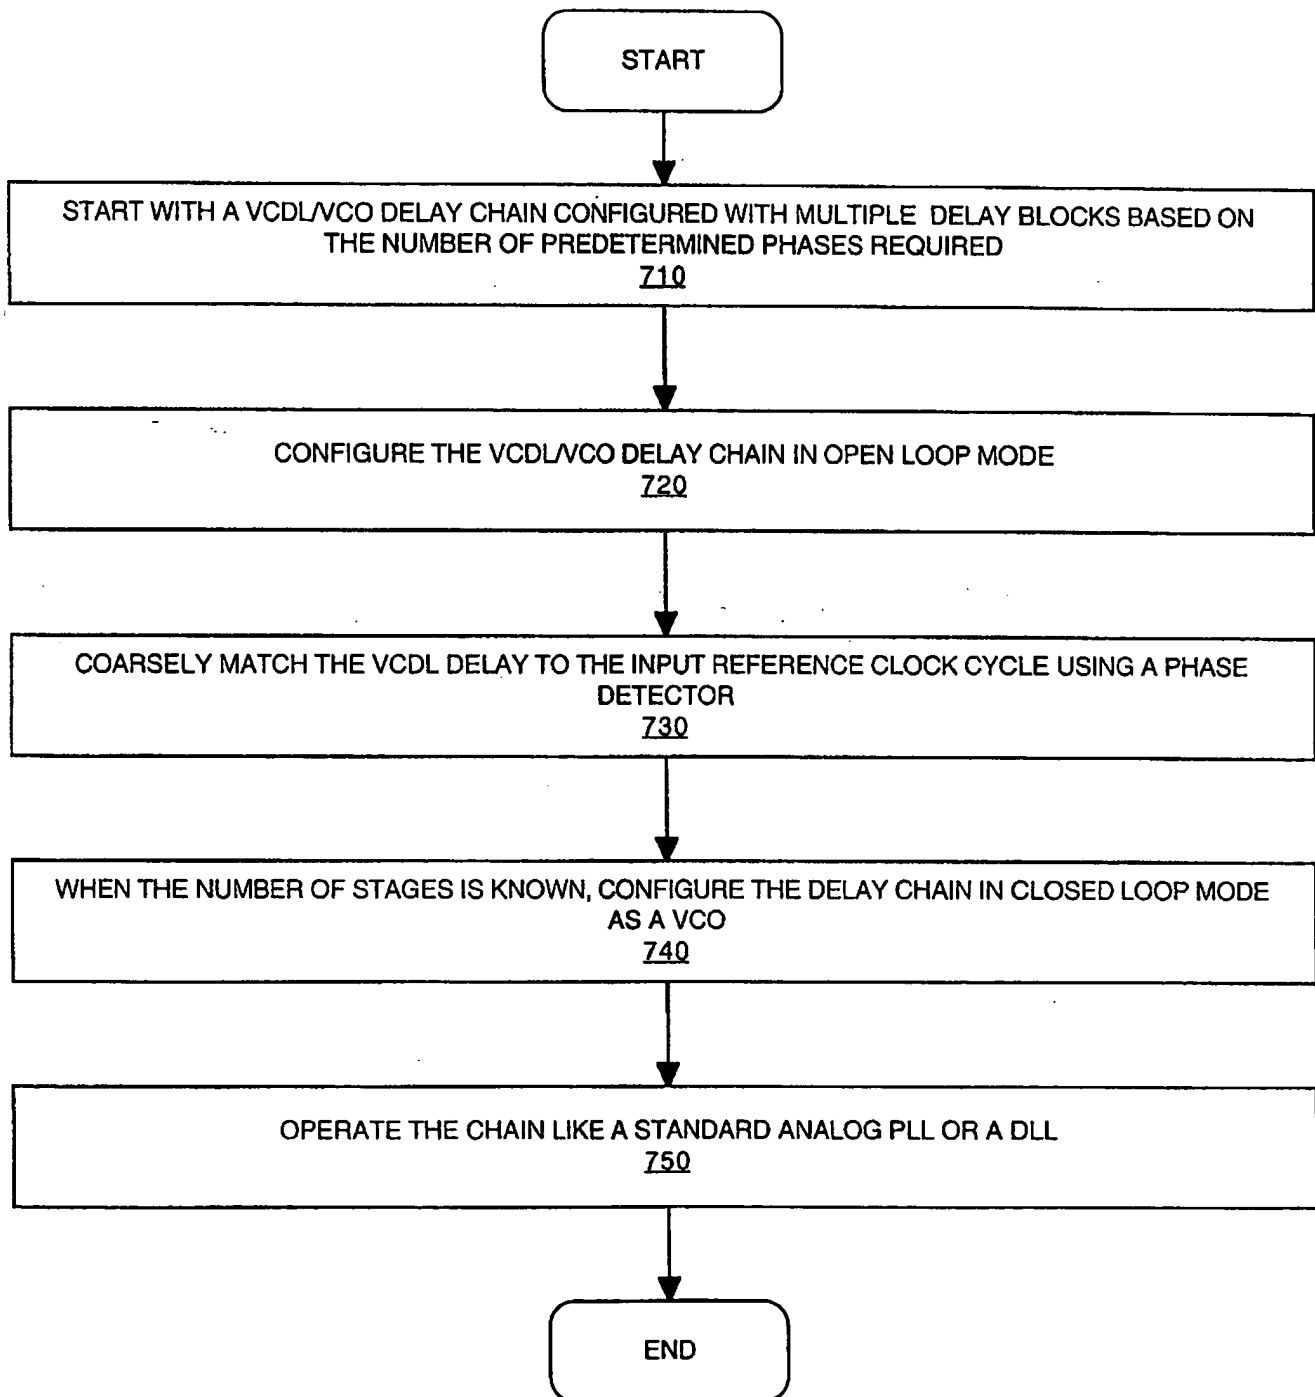 START
START WITH A VCDL/VCO DELAY CHAIN CONFIGURED WITH MULTIPLE DELAY BLOCKS BASED ON
THE NUMBER OF PREDETERMINED PHASES REQUIRED
710
CONFIGURE THE VCDL/VCO DELAY CHAIN IN OPEN LOOP MODE
720
COARSELY MATCH THE VCDL DELAY TO THE INPUT REFERENCE CLOCK CYCLE USING A PHASE
DETECTOR
730
WHEN THE NUMBER OF STAGES IS KNOWN, CONFIGURE THE DELAY CHAIN IN CLOSED LOOP MODE
AS A VCO
740
OPERATE THE CHAIN LIKE A STANDARD ANALOG PLL OR A DLL
750
END